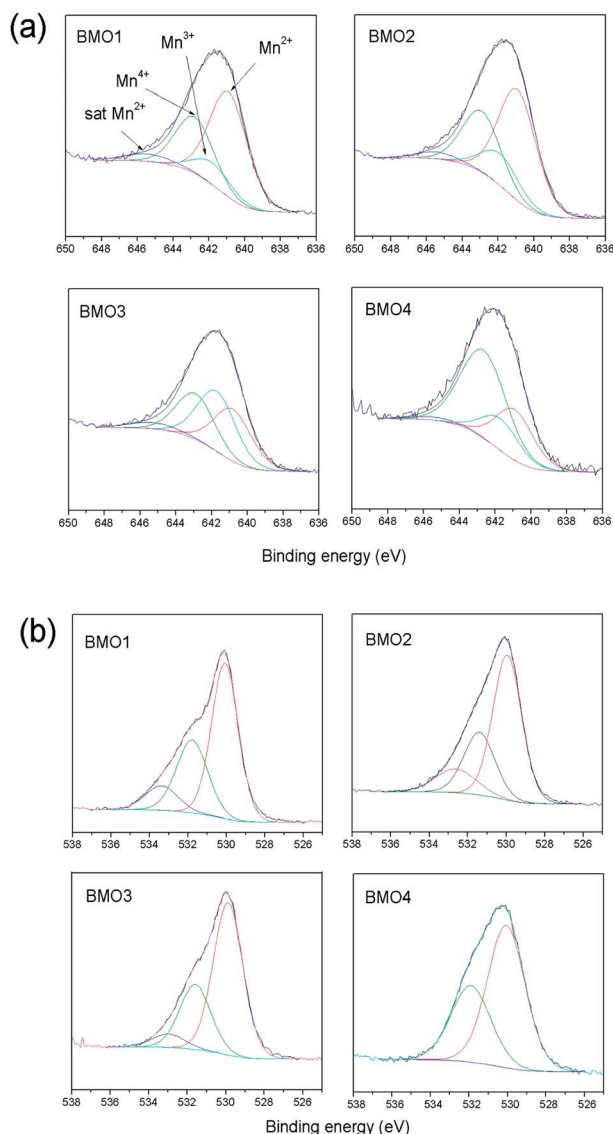 (a)
BMO1
Mn3+
Mn2+
Mn4+
sat Mn2+
650 648 646 644 642 640 638 636
BMO2
650 648 646 644 642 640 638 636
BMO3
650 648 646 644 642 640 638 636
BMO4
650 648 646 644 642 640 638 636
Binding energy (eV)
(b)
BMO1
538 536 534 532 530 528 526
BMO2
538 536 534 532 530 528 526
BMO3
538 536 534 532 530 528 526
BMO4
538 536 534 532 530 528 526
Binding energy (eV)